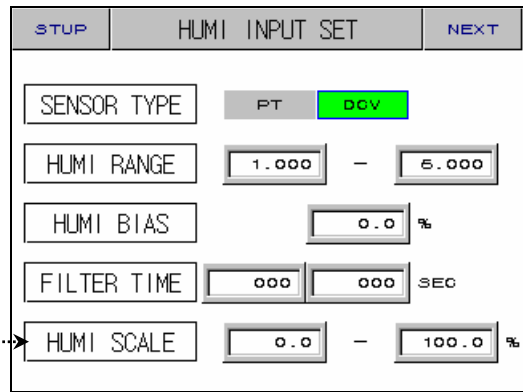 STUP HUMI INPUT SET NEXT
SENSOR TYPE PT DCV
HUMI RANGE 1.000 - 5.000
HUMI BIAS 0.0 %
FILTER TIME 000 000 SEC
HUMI SCALE 0.0 - 100.0 %